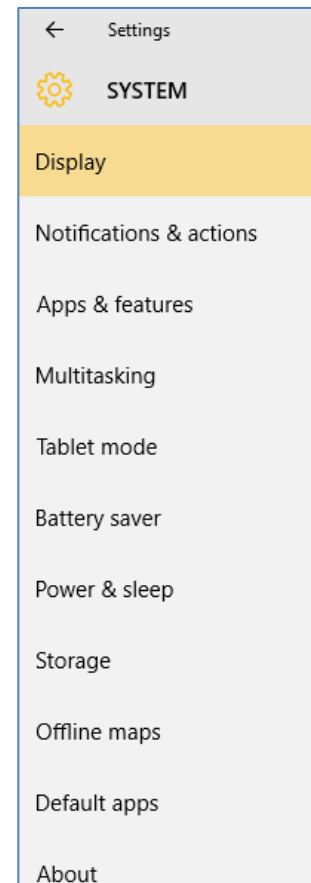 Settings
SYSTEM
Display
Notifications & actions
Apps & features
Multitasking
Tablet mode
Battery saver
Power & sleep
Storage
Offline maps
Default apps
About